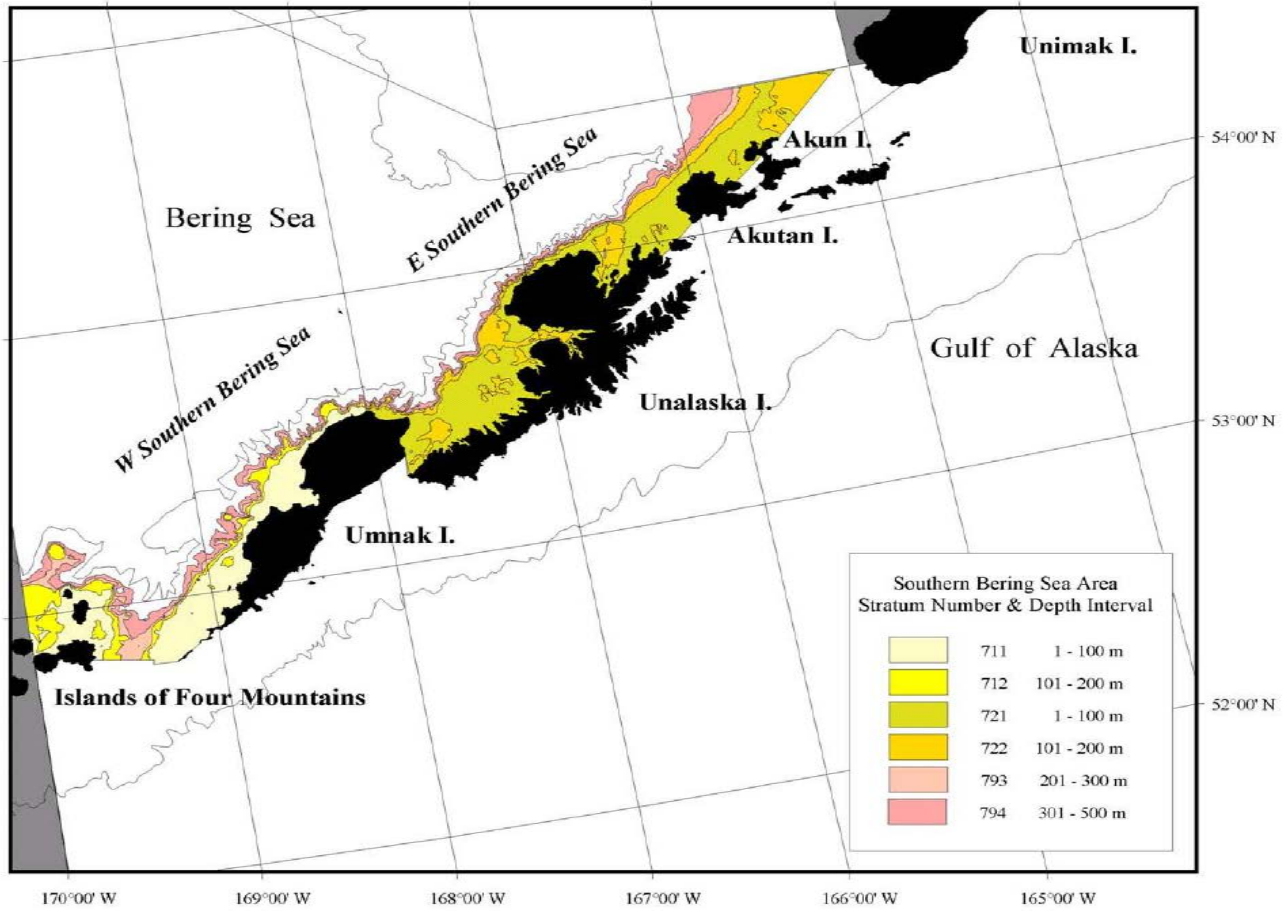 Unimak I.
Akun I.
54°00' N
E Southern Bering Sea
Bering Sea
Akutan I.
Gulf of Alaska
W Southern Bering Sea
Unalaska I.
53°00' N
Umnak I.
Islands of Four Mountains
52°00' N
Southern Bering Sea Area
Stratum Number & Depth Interval
711 1 - 100 m
712 101 - 200 m
721 1 - 100 m
722 101 - 200 m
793 201 - 300 m
794 301 - 500 m
170°00' W 169°00' W 168°00' W 167°00' W 166°00' W 165°00' W